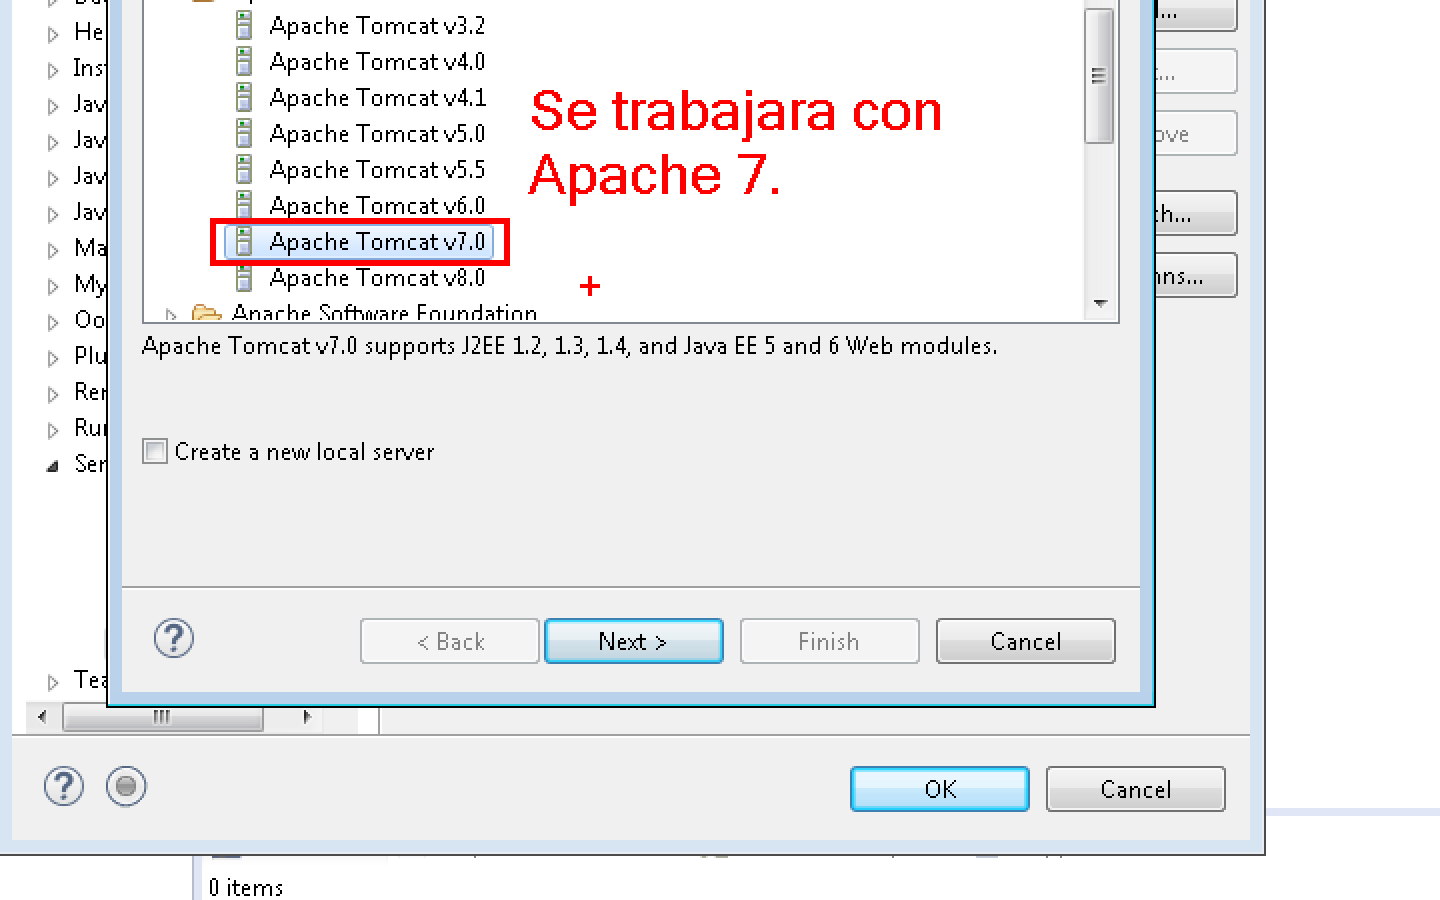 He
Apache Tomcat v3.2
Apache Tomcat v4.0
Apache Tomcat v4.1
Apache Tomcat v5.0
Apache Tomcat v5.5
Apache Tomcat v6.0
Apache Tomcat v7.0
Apache Tomcat v8.0
Apache Software Foundation
Se trabajara con
Apache 7.
Apache Tomcat v7.0 supports J2EE 1.2, 1.3, 1.4, and Java EE 5 and 6 Web modules.
Create a new local server
Ins
Jav
Jav
Jav
Jav
Ma
My
Oo
Plu
Rer
Ru
Ser
Tea
ove
h...
ns...
< Back
Next >
Finish
Cancel
OK
Cancel
0 items